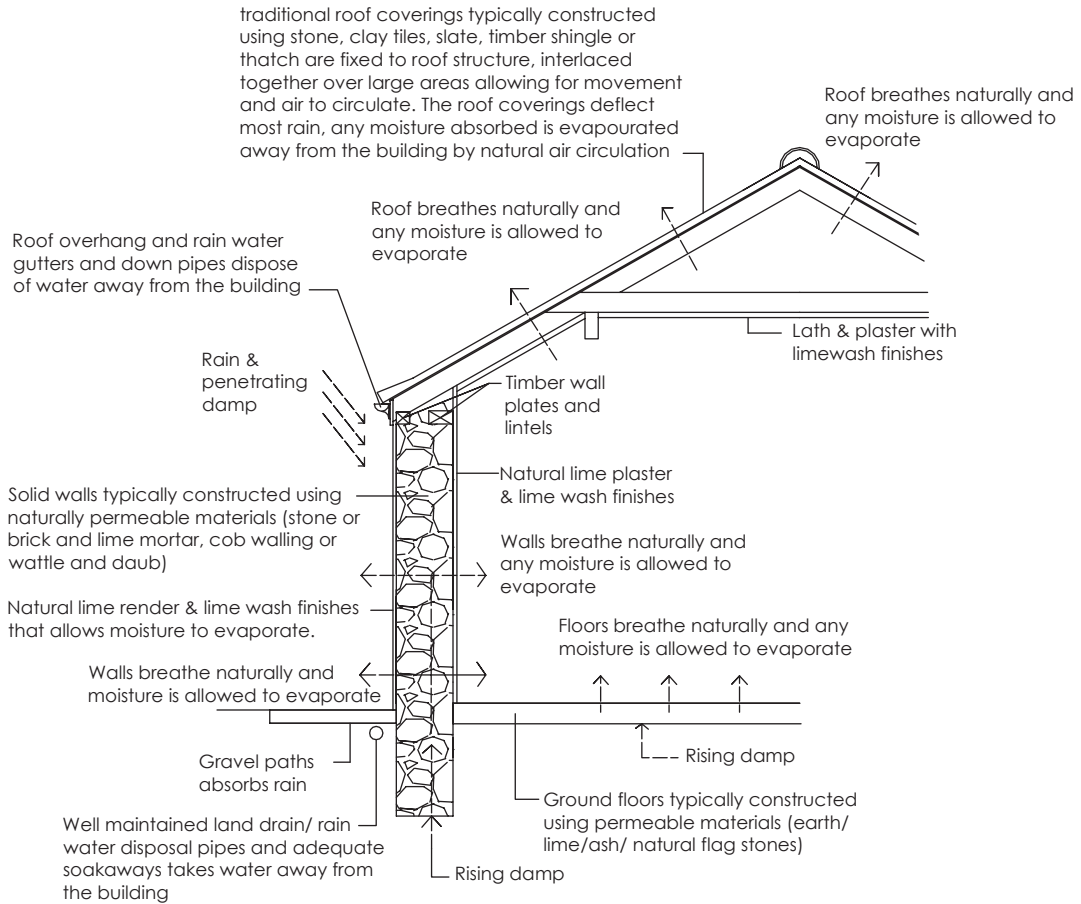 traditional roof coverings typically constructed
using stone, clay tiles, slate, timber shingle or
thatch are fixed to roof structure, interlaced
together over large areas allowing for movement
and air to circulate. The roof coverings deflect
most rain, any moisture absorbed is evapourated
away from the building by natural air circulation
Roof breathes naturally and
any moisture is allowed to
evaporate
Roof breathes naturally and
any moisture is allowed to
evaporate
Roof overhang and rain water
gutters and down pipes dispose
of water away from the building
Lath & plaster with
limewash finishes
Rain &
penetrating
damp
Timber wall
plates and
lintels
Natural lime plaster
& lime wash finishes
Solid walls typically constructed using
naturally permeable materials (stone or
brick and lime mortar, cob walling or
wattle and daub)
Walls breathe naturally and
any moisture is allowed to
evaporate
Natural lime render & lime wash finishes
that allows moisture to evaporate.
Floors breathe naturally and any
moisture is allowed to evaporate
Walls breathe naturally and
moisture is allowed to evaporate
Gravel paths
absorbs rain
Rising damp
Ground floors typically constructed
using permeable materials (earth/
lime/ash/ natural flag stones)
Well maintained land drain/ rain
water disposal pipes and adequate
soakaways takes water away from
the building
Rising damp